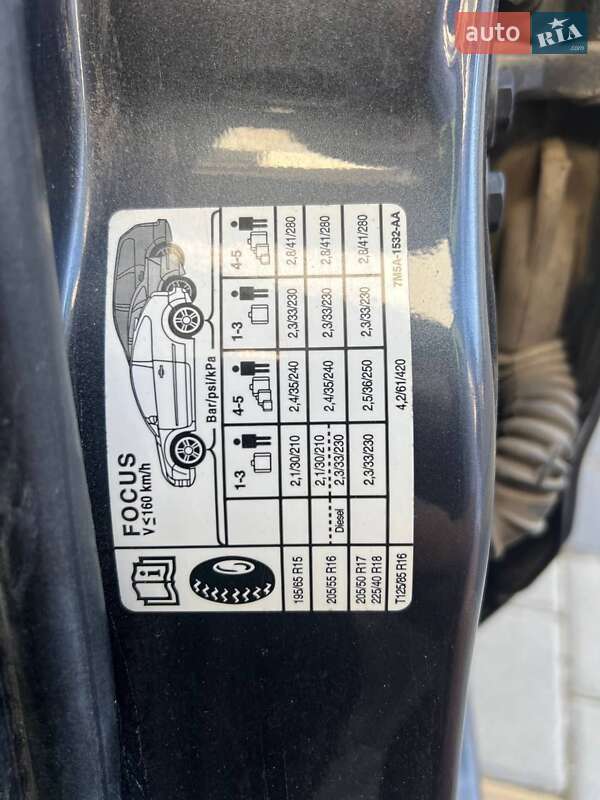 auto RIA.com
FOCUS
V ≤160 km/h
Bar/psi/kPa
1-3 4-5 1-3 4-5
195/65 R15 2,1/30/210 2,4/35/240 2,3/33/230 2,8/41/280
205/55 R16 2,1/30/210 2,4/35/240 2,3/33/230 2,8/41/280
Diesel 2,3/33/230
205/50 R17 2,3/33/230 2,5/36/250 2,3/33/230 2,8/41/280
225/40 R18
T125/85 R16 4,2/61/420 7M5A-1532-AA